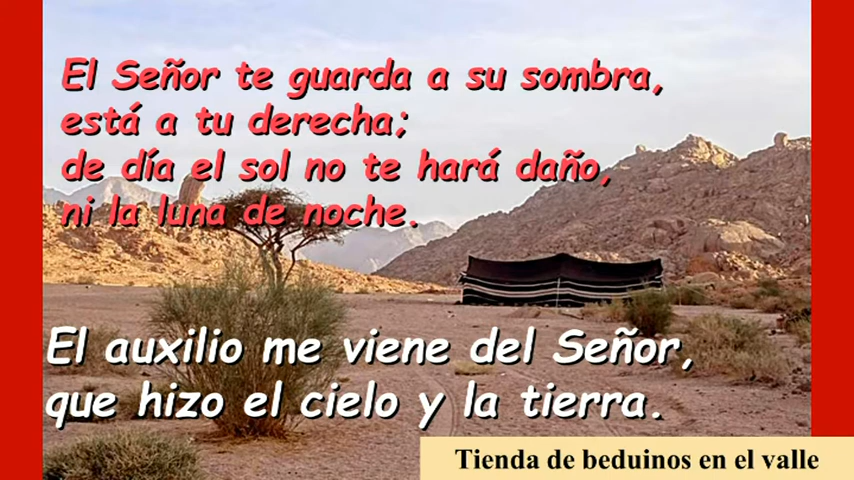 El Señor te guarda a su sombra,
está a tu derecha;
de día el sol no te hará daño,
ni la luna de noche.
El auxilio me viene del Señor,
que hizo el cielo y la tierra.
Tienda de beduinos en el valle